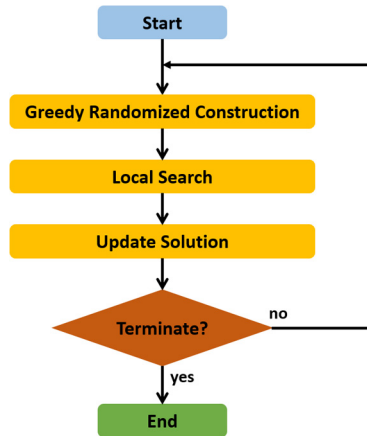 Start
Greedy Randomized Construction
Local Search
Update Solution
Terminate?
no
yes
End